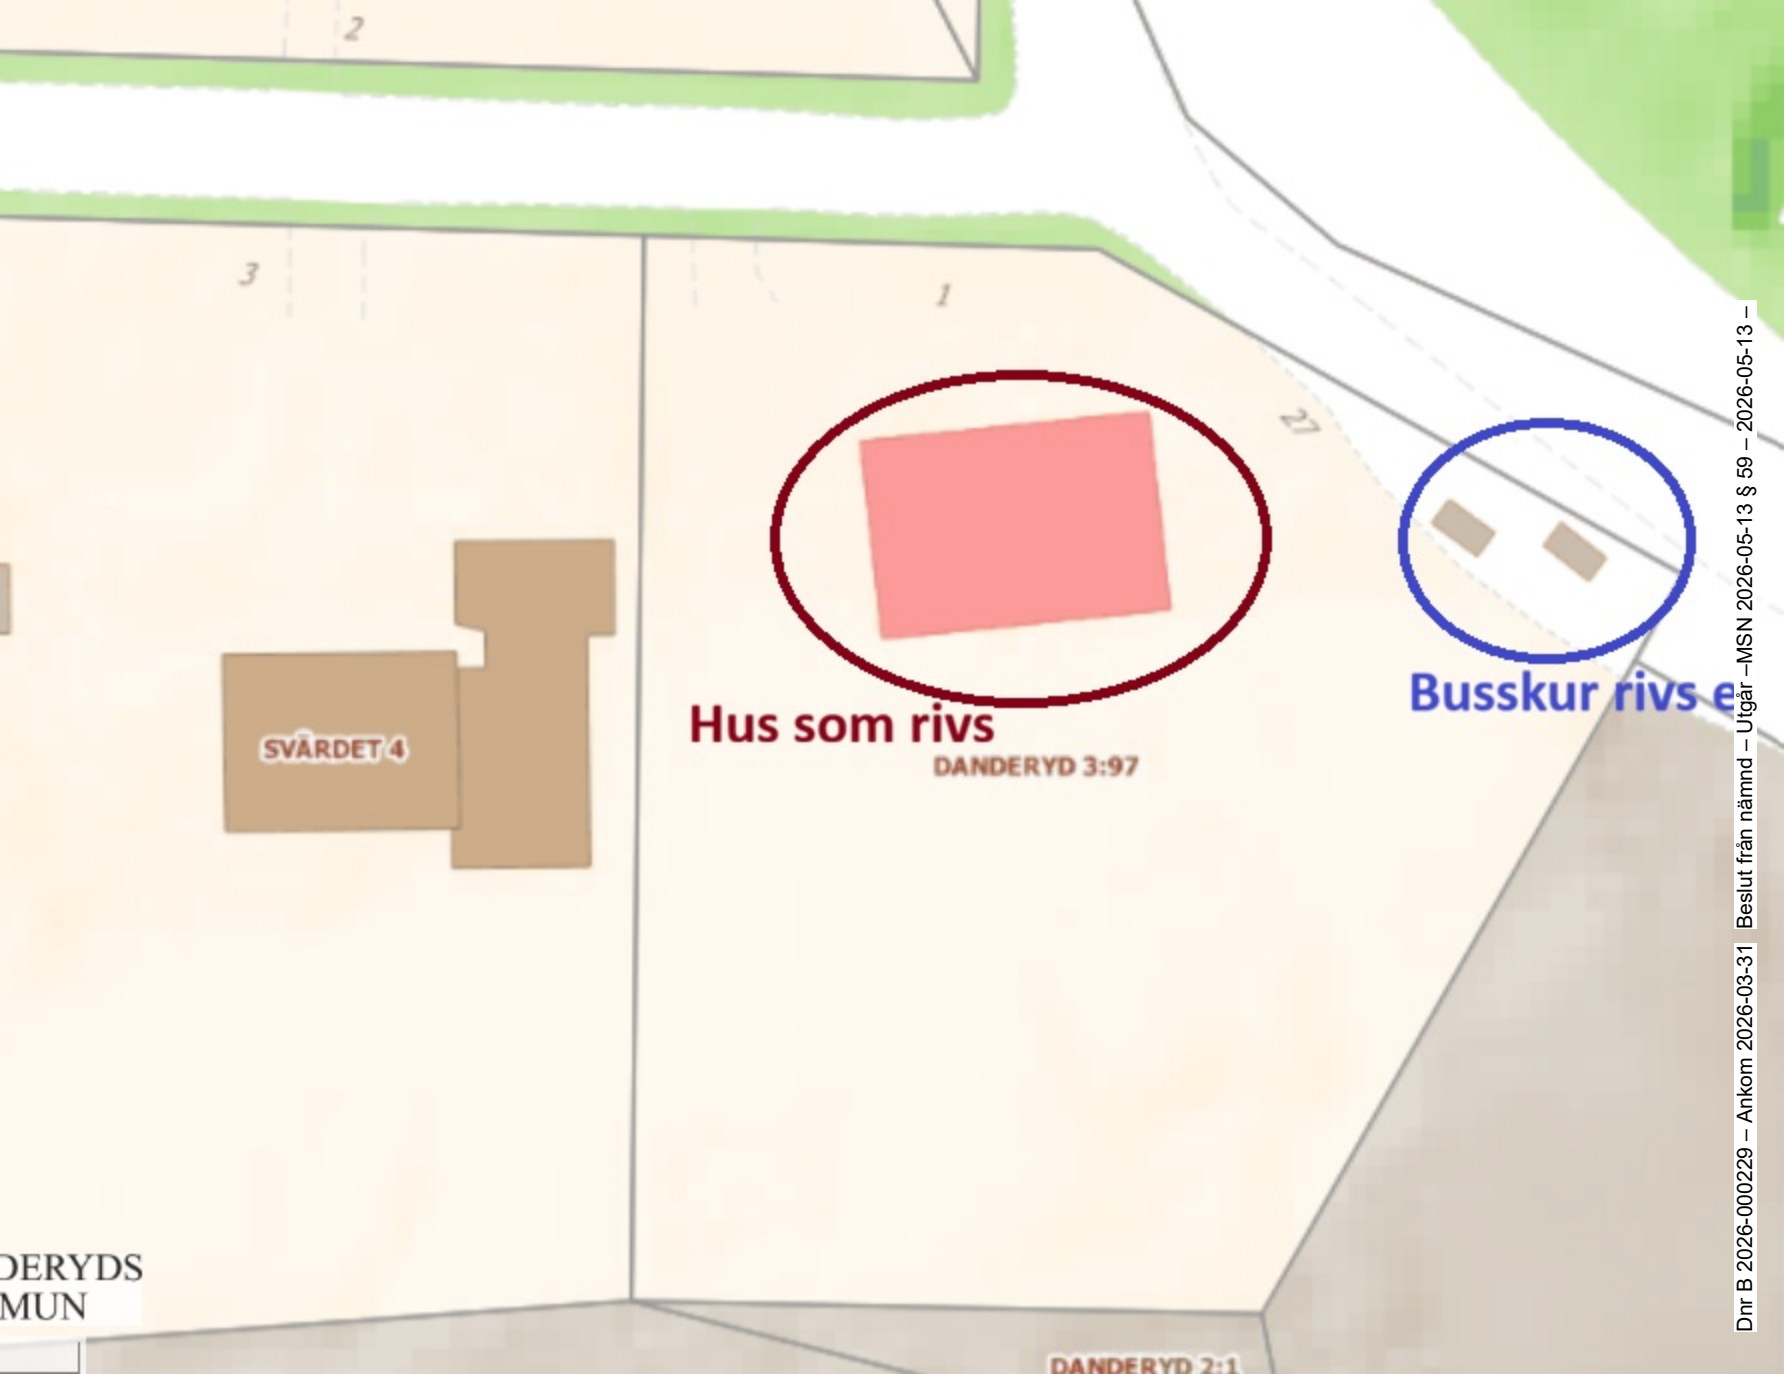 2
3
1
27
Hus som rivs
DANDERYD 3:97
SVÄRDET 4
Busskur rivs e
DERYDS
MUN
DANDERYD 2:1
Dnr B 2026-000229 – Ankom 2026-03-31 Beslut från nämnd – Utgår –MSN 2026-05-13 § 59 – 2026-05-13 –